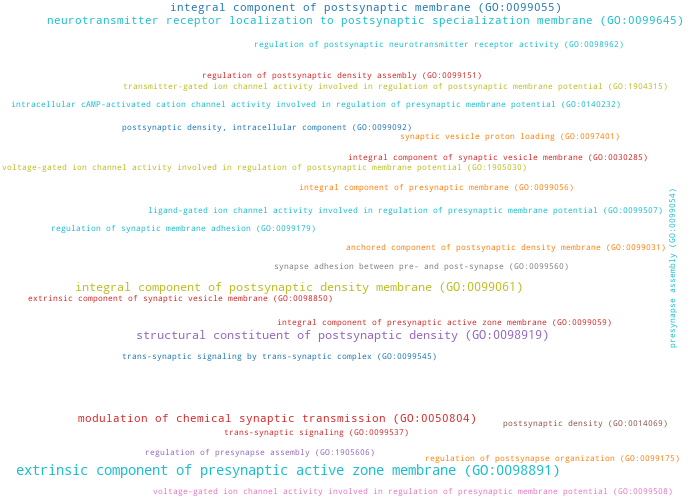 integral component of postsynaptic membrane (GO:0099055)
neurotransmitter receptor localization to postsynaptic specialization membrane (GO:0099645)
regulation of postsynaptic neurotransmitter receptor activity (GO:0098962)
regulation of postsynaptic density assembly (GO:0099151)
transmitter-gated ion channel activity involved in regulation of postsynaptic membrane potential (GO:1904315)
intracellular cAMP-activated cation channel activity involved in regulation of presynaptic membrane potential (GO:0140232)
postsynaptic density, intracellular component (GO:0099092)
synaptic vesicle proton loading (GO:0097401)
integral component of synaptic vesicle membrane (GO:0030285)
voltage-gated ion channel activity involved in regulation of postsynaptic membrane potential (GO:1905030)
integral component of presynaptic membrane (GO:0099056)
presynapse assembly (GO:0099054)
ligand-gated ion channel activity involved in regulation of presynaptic membrane potential (GO:0099507)
regulation of synaptic membrane adhesion (GO:0099179)
anchored component of postsynaptic density membrane (GO:0099031)
synapse adhesion between pre- and post-synapse (GO:0099560)
integral component of postsynaptic density membrane (GO:0099061)
extrinsic component of synaptic vesicle membrane (GO:0098850)
integral component of presynaptic active zone membrane (GO:0099059)
structural constituent of postsynaptic density (GO:0098919)
trans-synaptic signaling by trans-synaptic complex (GO:0099545)
modulation of chemical synaptic transmission (GO:0050804)
postsynaptic density (GO:0014069)
trans-synaptic signaling (GO:0099537)
regulation of presynapse assembly (GO:1905606)
regulation of postsynapse organization (GO:0099175)
extrinsic component of presynaptic active zone membrane (GO:0098891)
voltage-gated ion channel activity involved in regulation of presynaptic membrane potential (GO:0099508)